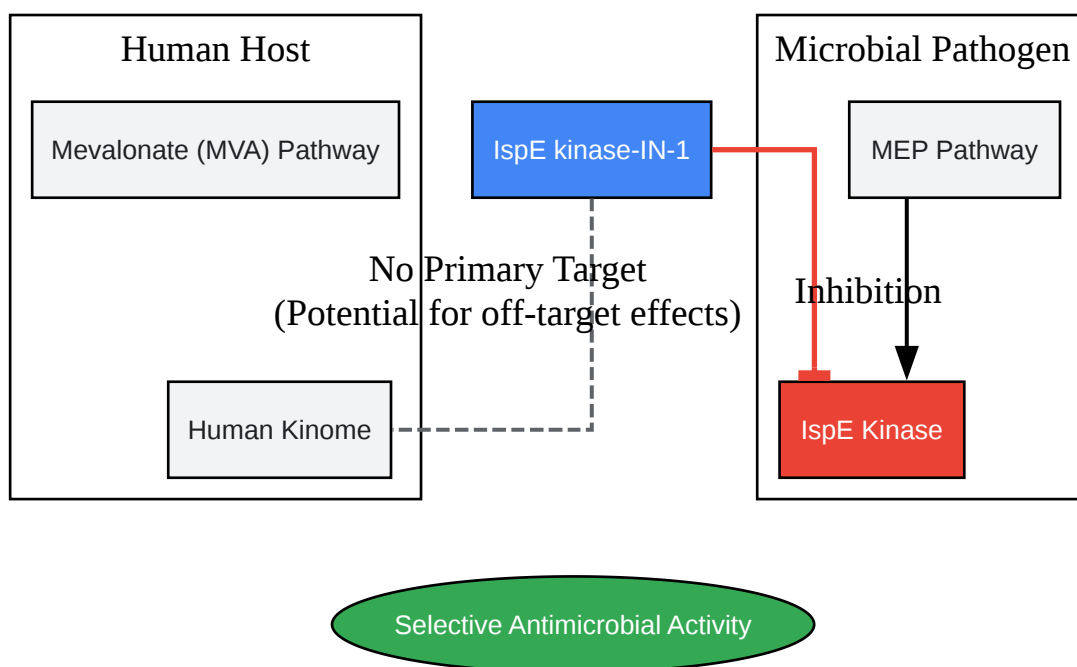 Human Host
Microbial Pathogen
Mevalonate (MVA) Pathway
IspE kinase-IN-1
MEP Pathway
No Primary Target
(Potential for off-target effects)
Inhibition
Human Kinome
IspE Kinase
Selective Antimicrobial Activity